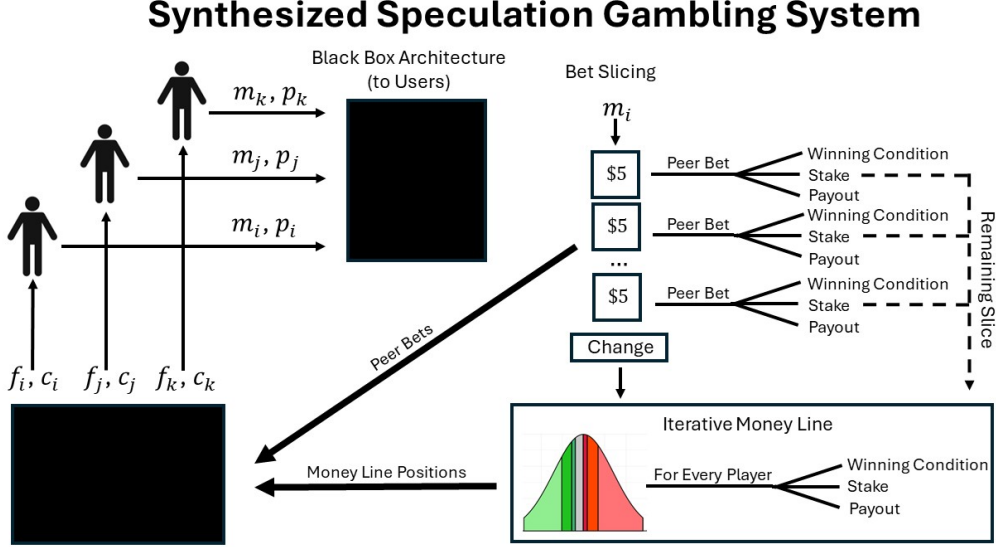 Synthesized Speculation Gambling System
Black Box Architecture
(to Users)
Bet Slicing
m_k, p_k
m_j, p_j
m_i, p_i
m_i
$5
Peer Bet
Winning Condition
Stake
Payout
$5
Peer Bet
Winning Condition
Stake
Payout
...
$5
Peer Bet
Winning Condition
Stake
Payout
Remaining Slice
Change
Peer Bets
f_i, c_i
f_j, c_j
f_k, c_k
Money Line Positions
Iterative Money Line
For Every Player
Winning Condition
Stake
Payout